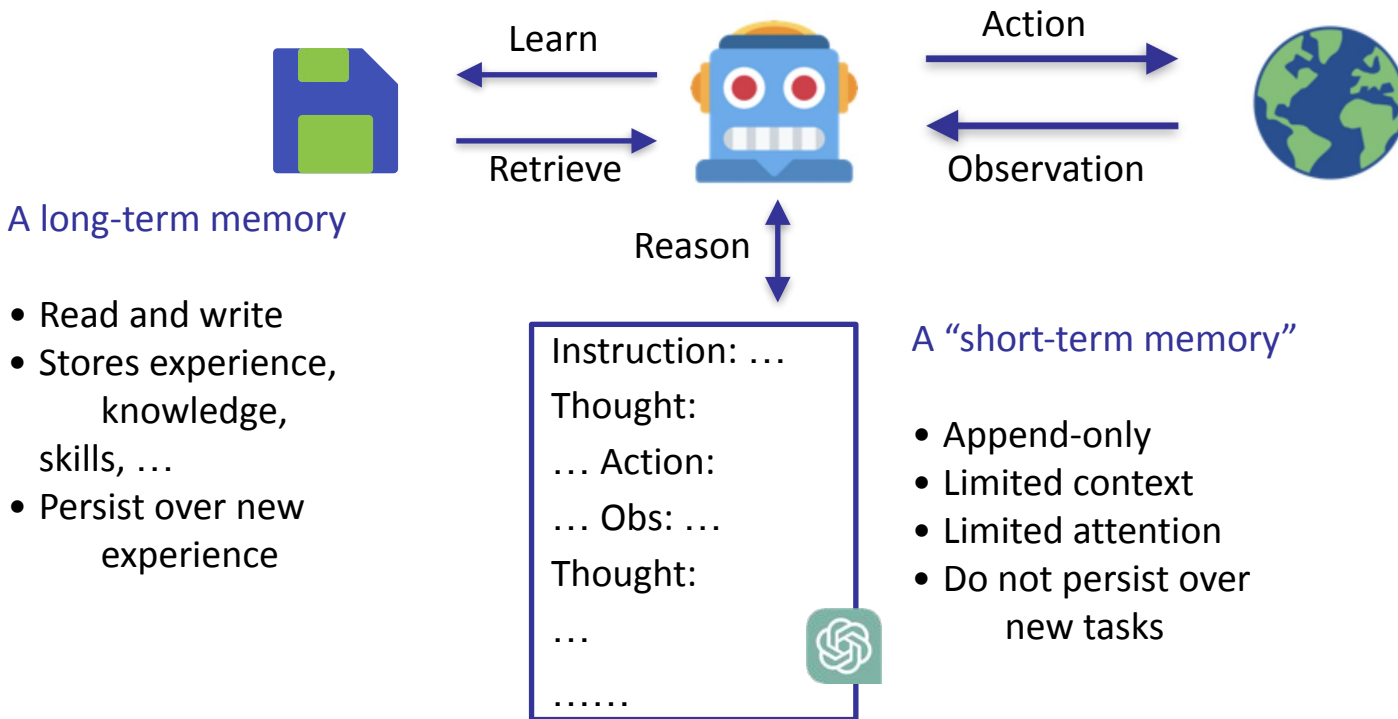 Learn
Retrieve
Action
Observation
Reason
A long-term memory
• Read and write
• Stores experience,
knowledge,
skills, …
• Persist over new
experience
Instruction: …
Thought:
… Action:
… Obs: …
Thought:
…
……
A “short-term memory”
• Append-only
• Limited context
• Limited attention
• Do not persist over
new tasks